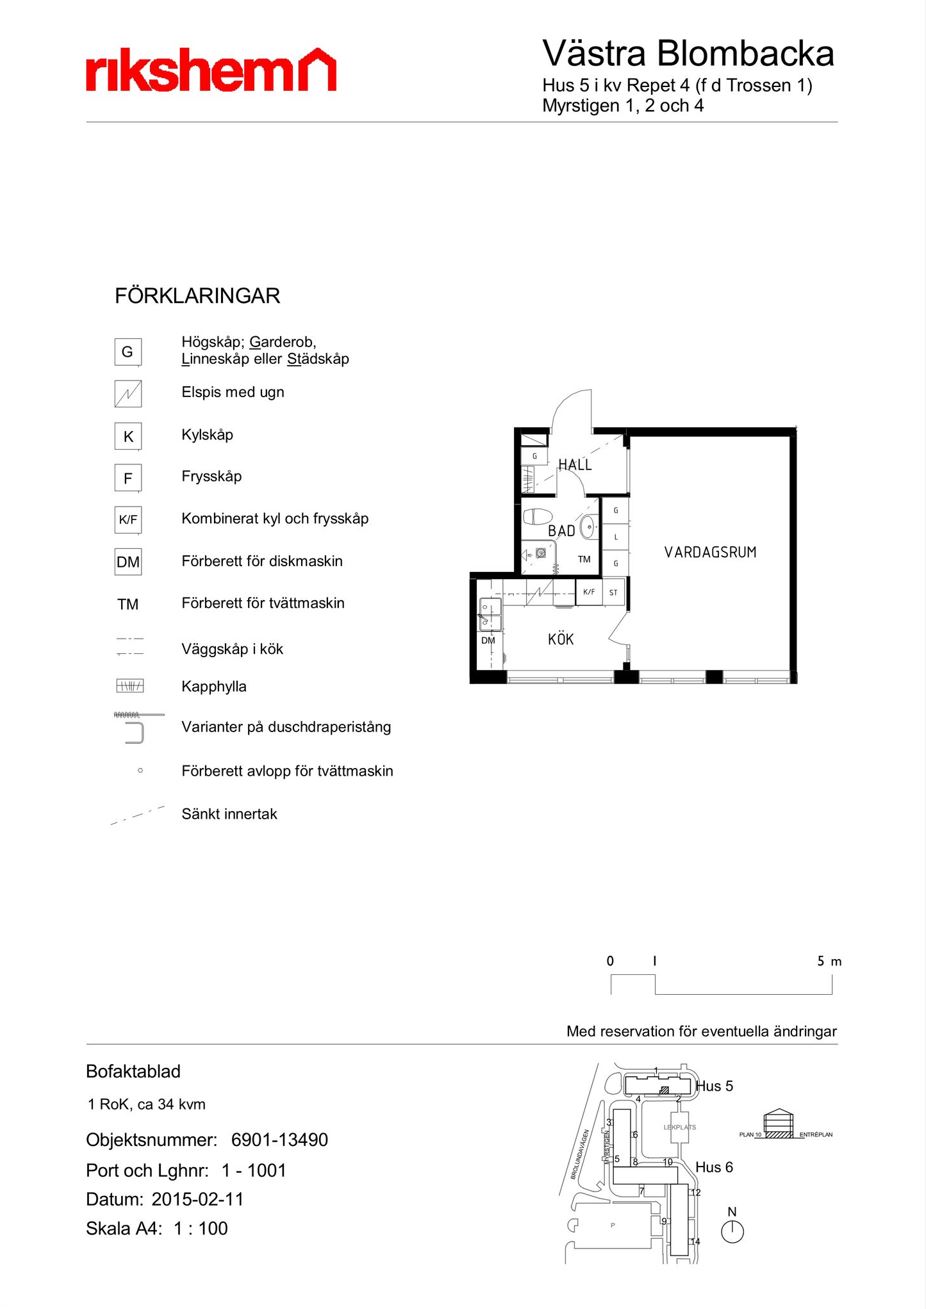 rikshem
Västra Blombacka
Hus 5 i kv Repet 4 (f d Trossen 1)
Myrstigen 1, 2 och 4
FÖRKLARINGAR
G
Högskåp; Garderob,
Linneskåp eller Städskåp
Elspis med ugn
K
Kylskåp
F
Frysskåp
K/F
Kombinerat kyl och frysskåp
DM
Förberett för diskmaskin
TM
Förberett för tvättmaskin
Väggskåp i kök
Kapphylla
Varianter på duschdraperistång
Förberett avlopp för tvättmaskin
Sänkt innertak
G
HALL
G
BAD
L
VARDAGSRUM
TM
G
K/F
ST
KÖK
DM
0 1 5 m
Med reservation för eventuella ändringar
Bofaktablad
1 RoK, ca 34 kvm
Objektsnummer: 6901-13490
Port och Lghnr: 1 - 1001
Datum: 2015-02-11
Skala A4: 1 : 100
1
Hus 5
4
2
3
LEKPLATS
6
MYRSTIGEN
BROLUNDAVÄGEN
5
8
10
Hus 6
7
12
9
P
14
PLAN 10
ENTRÉPLAN
N